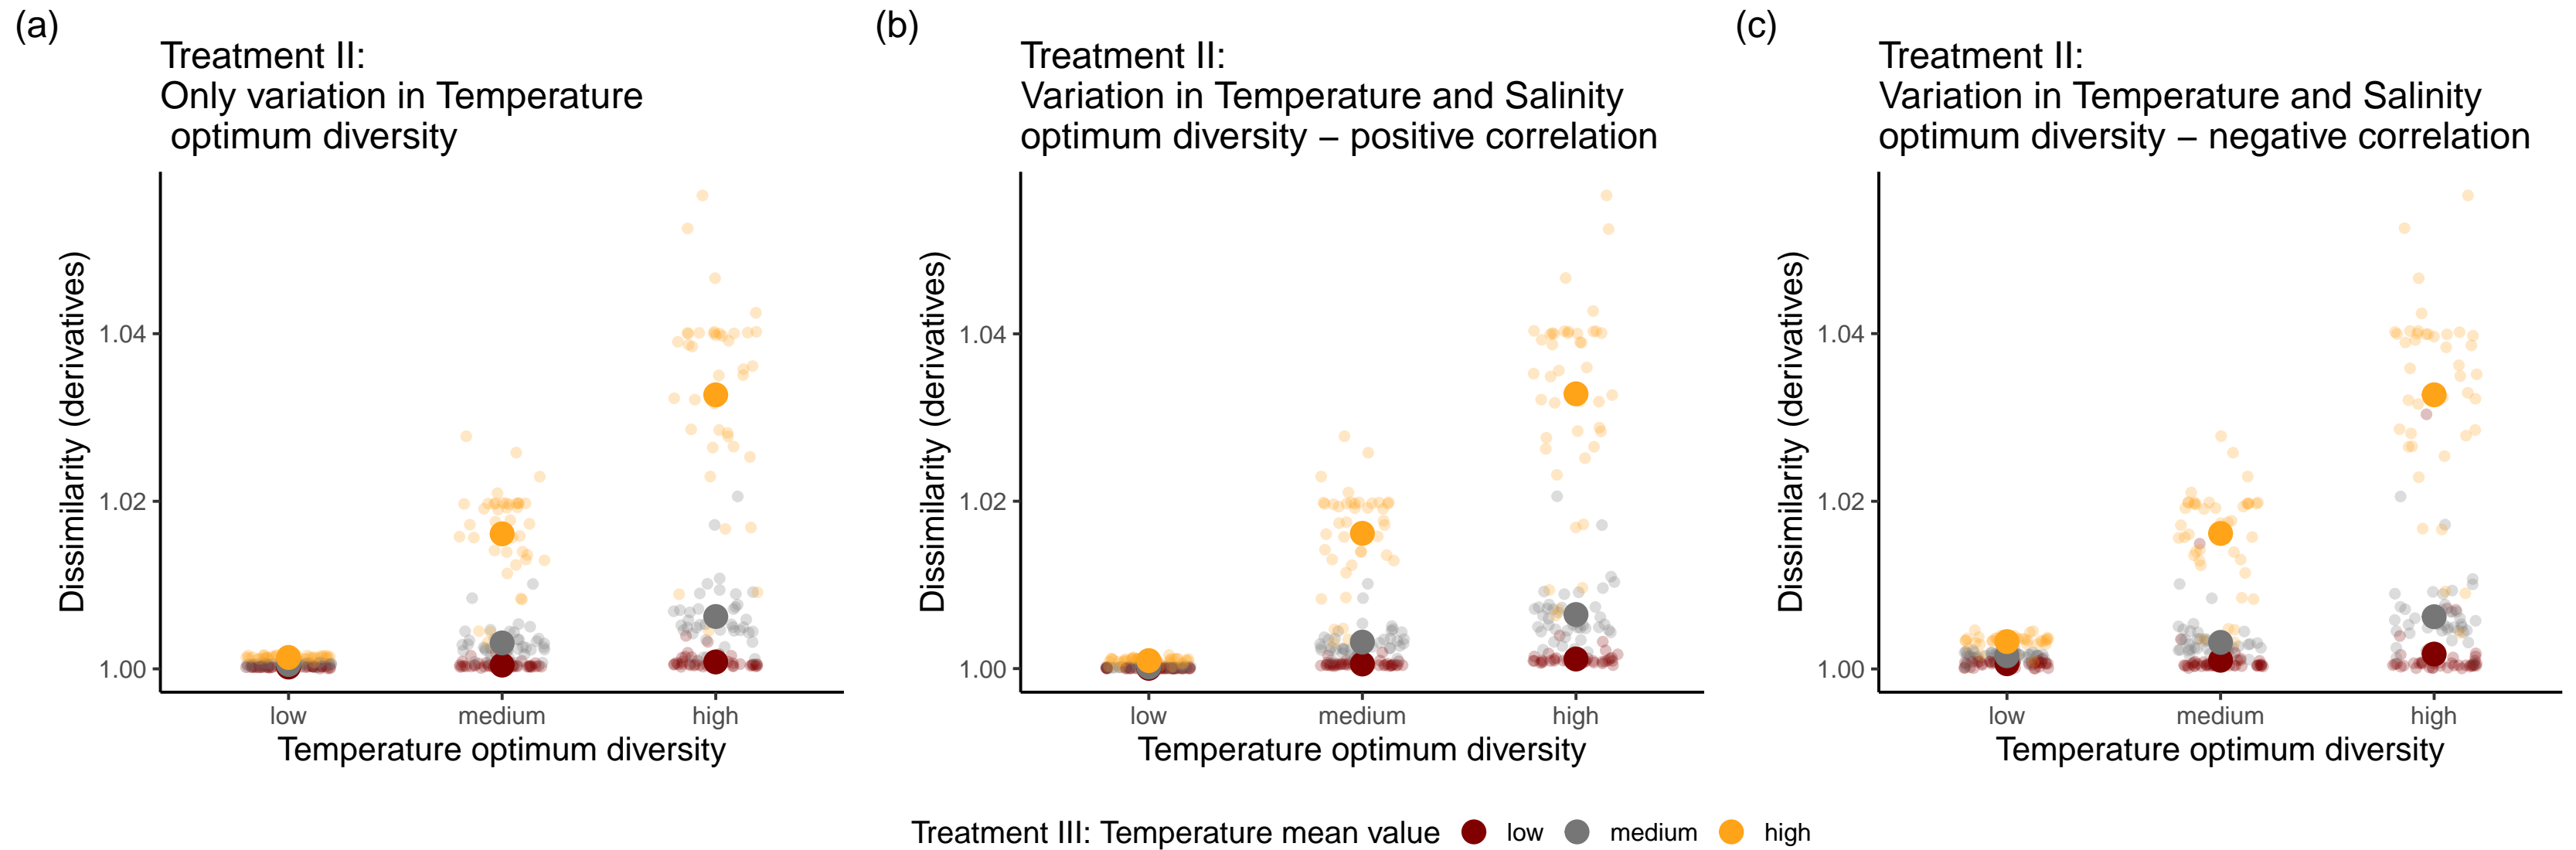 (a)
Treatment II:
Only variation in Temperature
optimum diversity
Dissimilarity (derivatives)
1.04
1.02
1.00
low medium high
Temperature optimum diversity
(b)
Treatment II:
Variation in Temperature and Salinity
optimum diversity – positive correlation
Dissimilarity (derivatives)
1.04
1.02
1.00
low medium high
Temperature optimum diversity
(c)
Treatment II:
Variation in Temperature and Salinity
optimum diversity – negative correlation
Dissimilarity (derivatives)
1.04
1.02
1.00
low medium high
Temperature optimum diversity
Treatment III: Temperature mean value low medium high